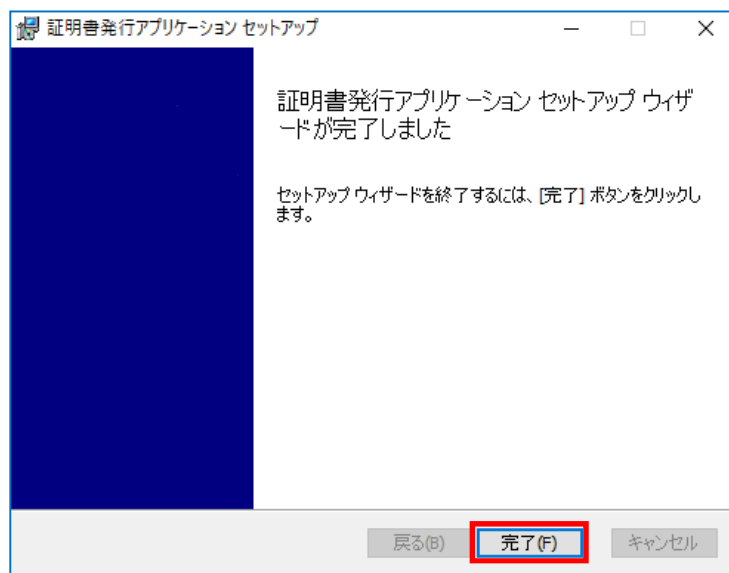 証明書発行アプリケーション セットアップ
証明書発行アプリケーション セットアップ ウィザ
ードが完了しました
セットアップ ウィザードを終了するには、[完了] ボタンをクリックし
ます。
戻る(B) 完了(F) キャンセル